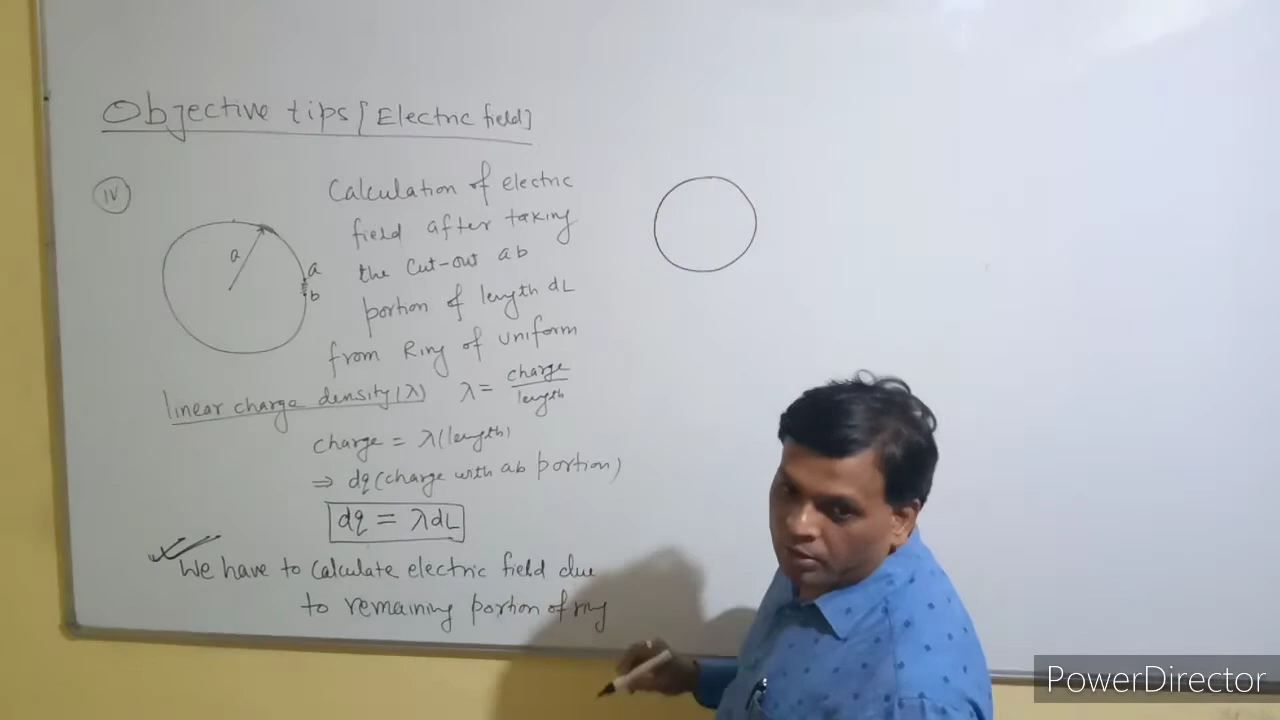 Objective tips [Electric field]
IV
Calculation of electric
field after taking
the cut-out ab
portion of length dL
from Ring of uniform
linear charge density(λ) λ = charge/length
a
a
b
charge = λ(length)
⇒ dq(charge with ab portion)
dq = λdL
We have to calculate electric field due
to remaining portion of ring
PowerDirector